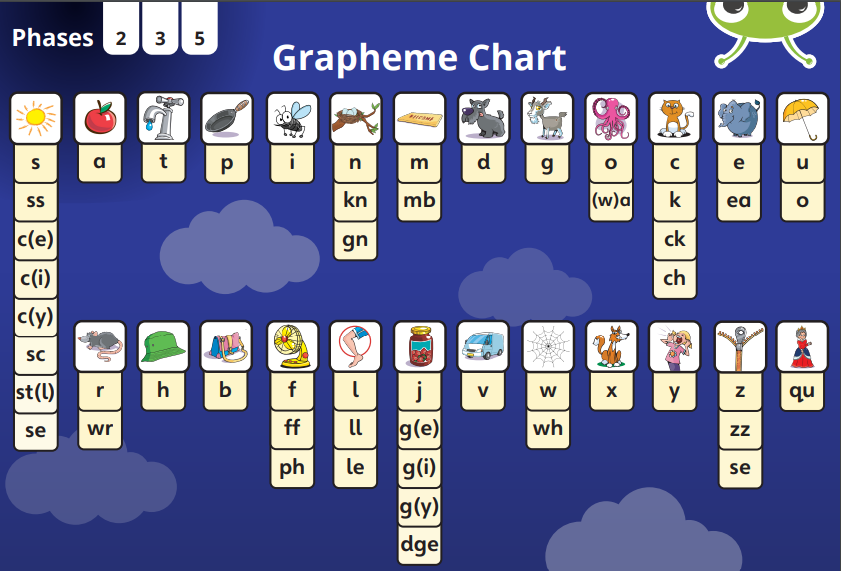 Phases 2 3 5
Grapheme Chart
WELCOME
s a t p i n m d g o c e u
ss kn mb (w)a k ea o
c(e) gn ck
c(i) ch
c(y)
sc
st(l)
se
r h b f l j v w x y z qu
wr ff ll g(e) wh zz
ph le g(i) se
g(y)
dge